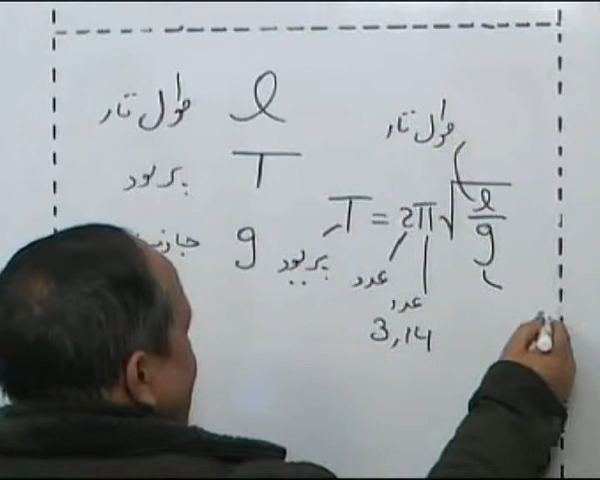 طول تار l
پریود T
g
طول تار
T = 2π√l/g
پریود
عدد
عدد
3,14